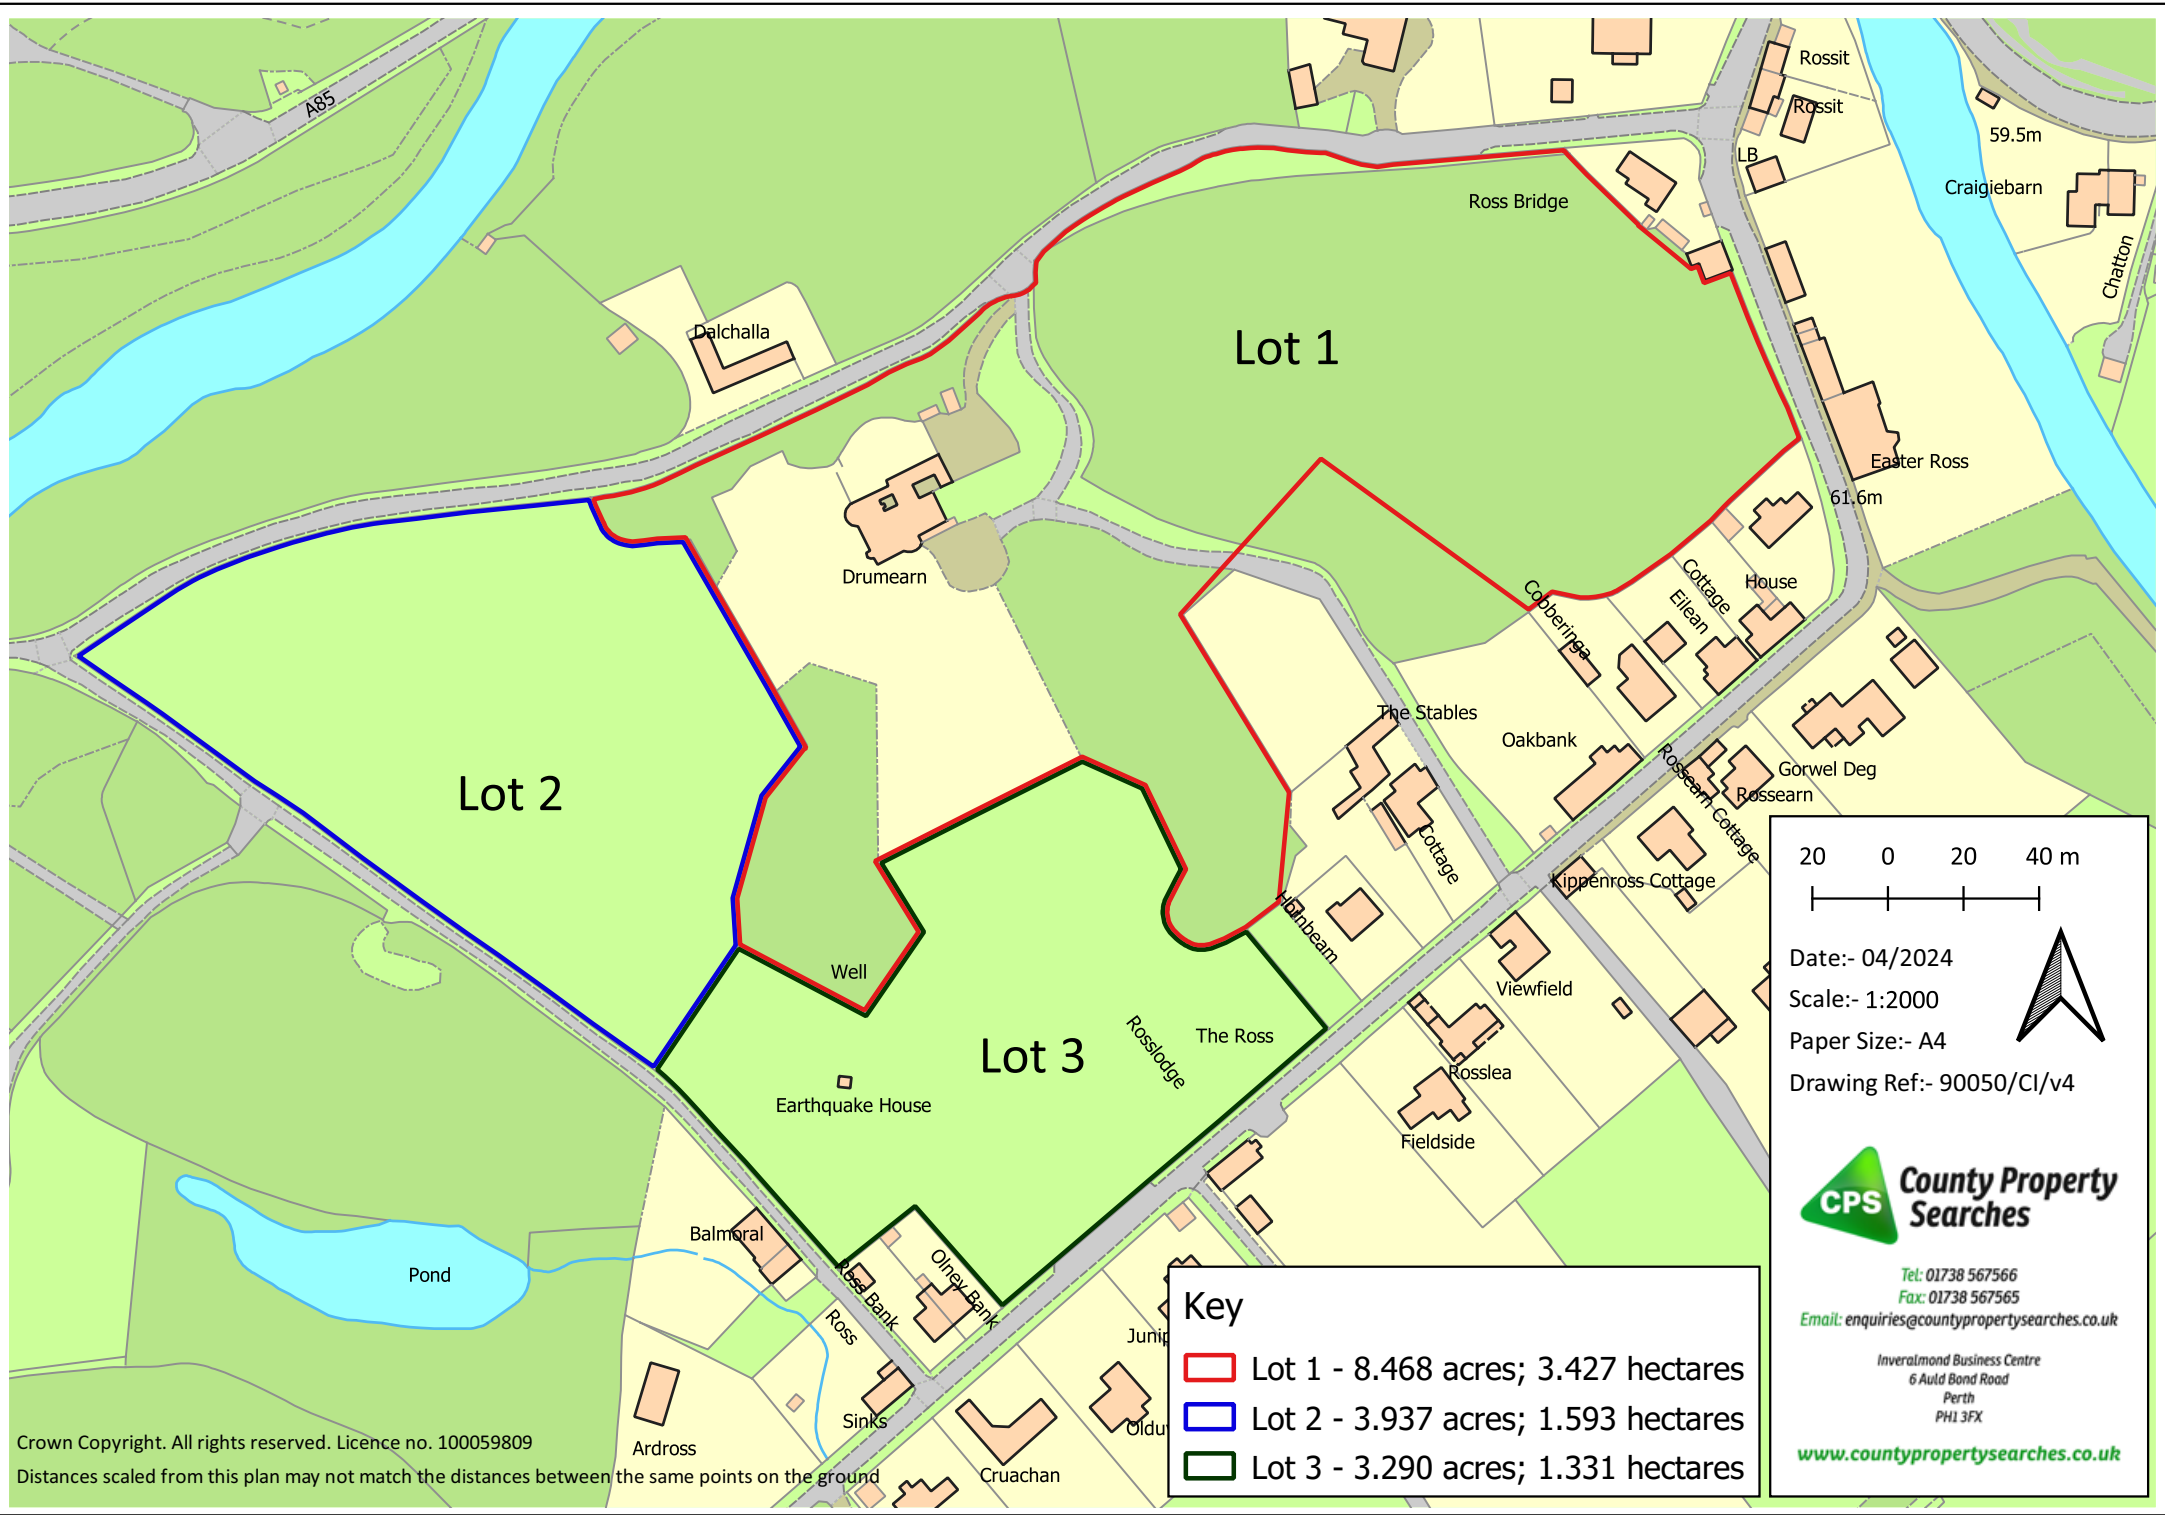 A85
Rossit
Rossit
LB
59.5m
Craigiebarn
Chatton
Ross Bridge
Dalchalla
Lot 1
Easter Ross
61.6m
Drumearn
Cobberinga
Cottage
Eilean
House
The Stables
Oakbank
Gorwel Deg
Rossearn
Rossearn Cottage
Lot 2
Cottage
Kippenross Cottage
Hornbeam
Well
Viewfield
Lot 3
Rosslodge
The Ross
Rosslea
Earthquake House
Fieldside
Balmoral
Pond
Ross Bank
Olney Bank
Ross
Sinks
Ardross
Cruachan
20 0 20 40 m
Date:- 04/2024
Scale:- 1:2000
Paper Size:- A4
Drawing Ref:- 90050/CI/v4
CPS
County Property
Searches
Tel: 01738 567566
Fax: 01738 567565
Email: enquiries@countypropertysearches.co.uk
Inveralmond Business Centre
6 Auld Bond Road
Perth
PH1 3FX
www.countypropertysearches.co.uk
Key
Lot 1 - 8.468 acres; 3.427 hectares
Lot 2 - 3.937 acres; 1.593 hectares
Lot 3 - 3.290 acres; 1.331 hectares
Crown Copyright. All rights reserved. Licence no. 100059809
Distances scaled from this plan may not match the distances between the same points on the ground